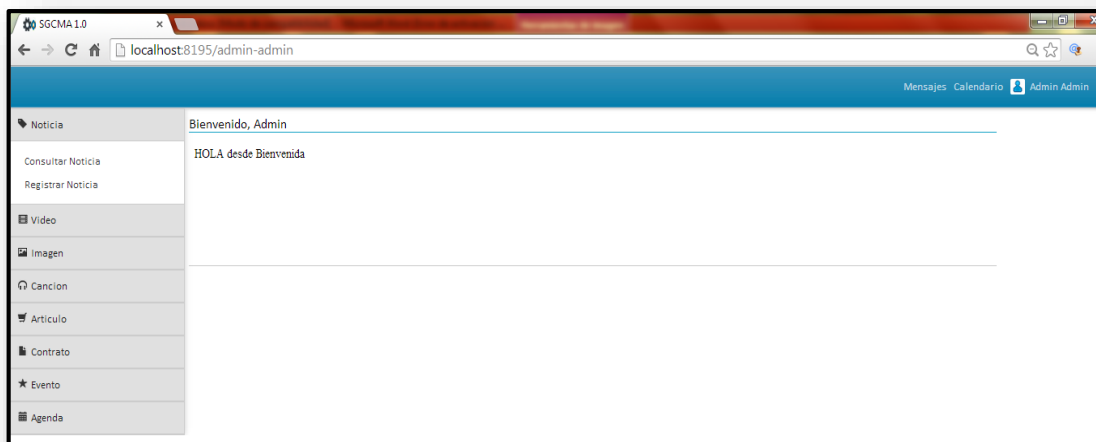 SGCMA 1.0
localhost:8195/admin-admin
Mensajes Calendario Admin Admin
Noticia
Consultar Noticia
Registrar Noticia
Video
Imagen
Cancion
Articulo
Contrato
Evento
Agenda
Bienvenido, Admin
HOLA desde Bienvenida